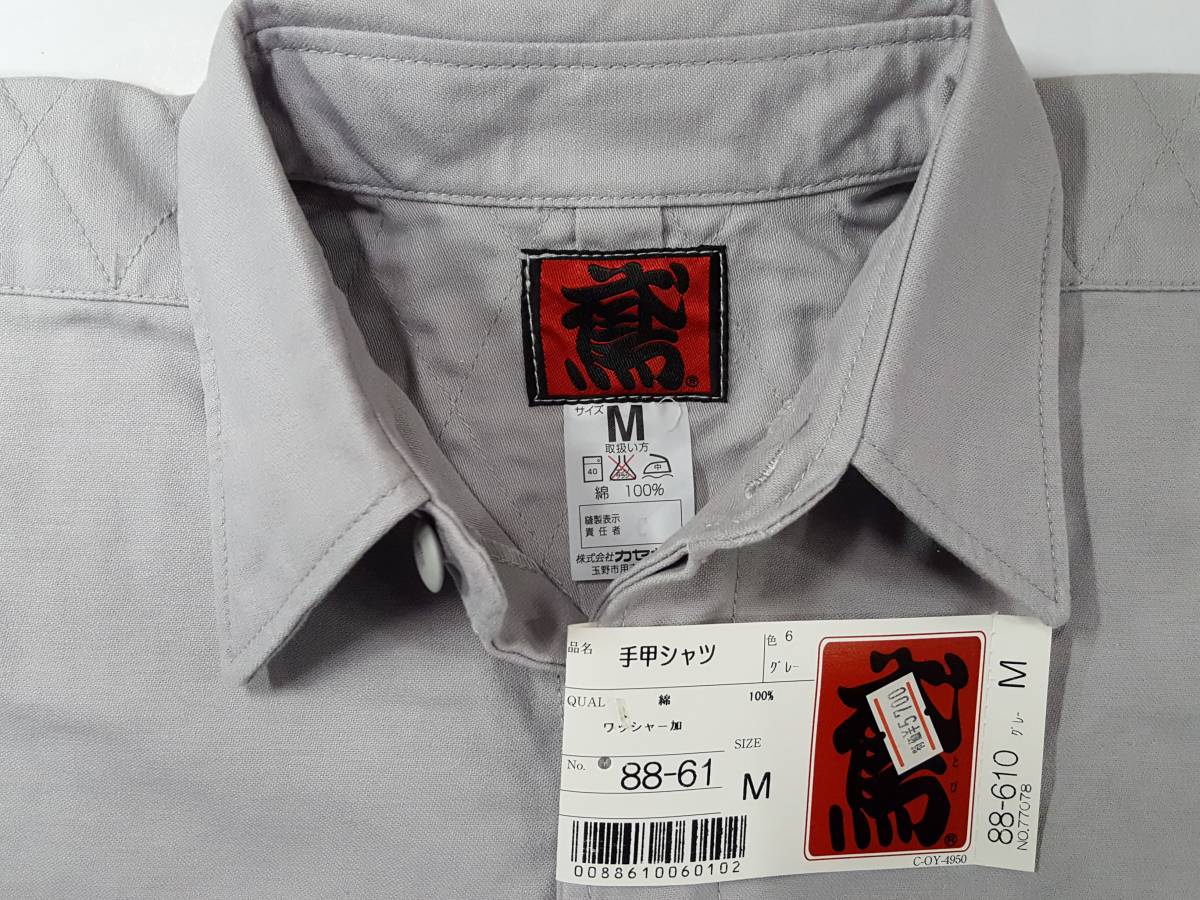 鳶
®
サイズ
M
取扱い方
40 中
綿 100%
縫製表示
責任者
株式会社カセ
玉野市用
品名 手甲シャツ 色 6
グレー
QUAL 綿 100%
ワッシャー加
SIZE
No. 88-61 M
0088610060102
鳶
とび
®
¥5700
C-OY-4950
88-610 グレー M
NO.77078